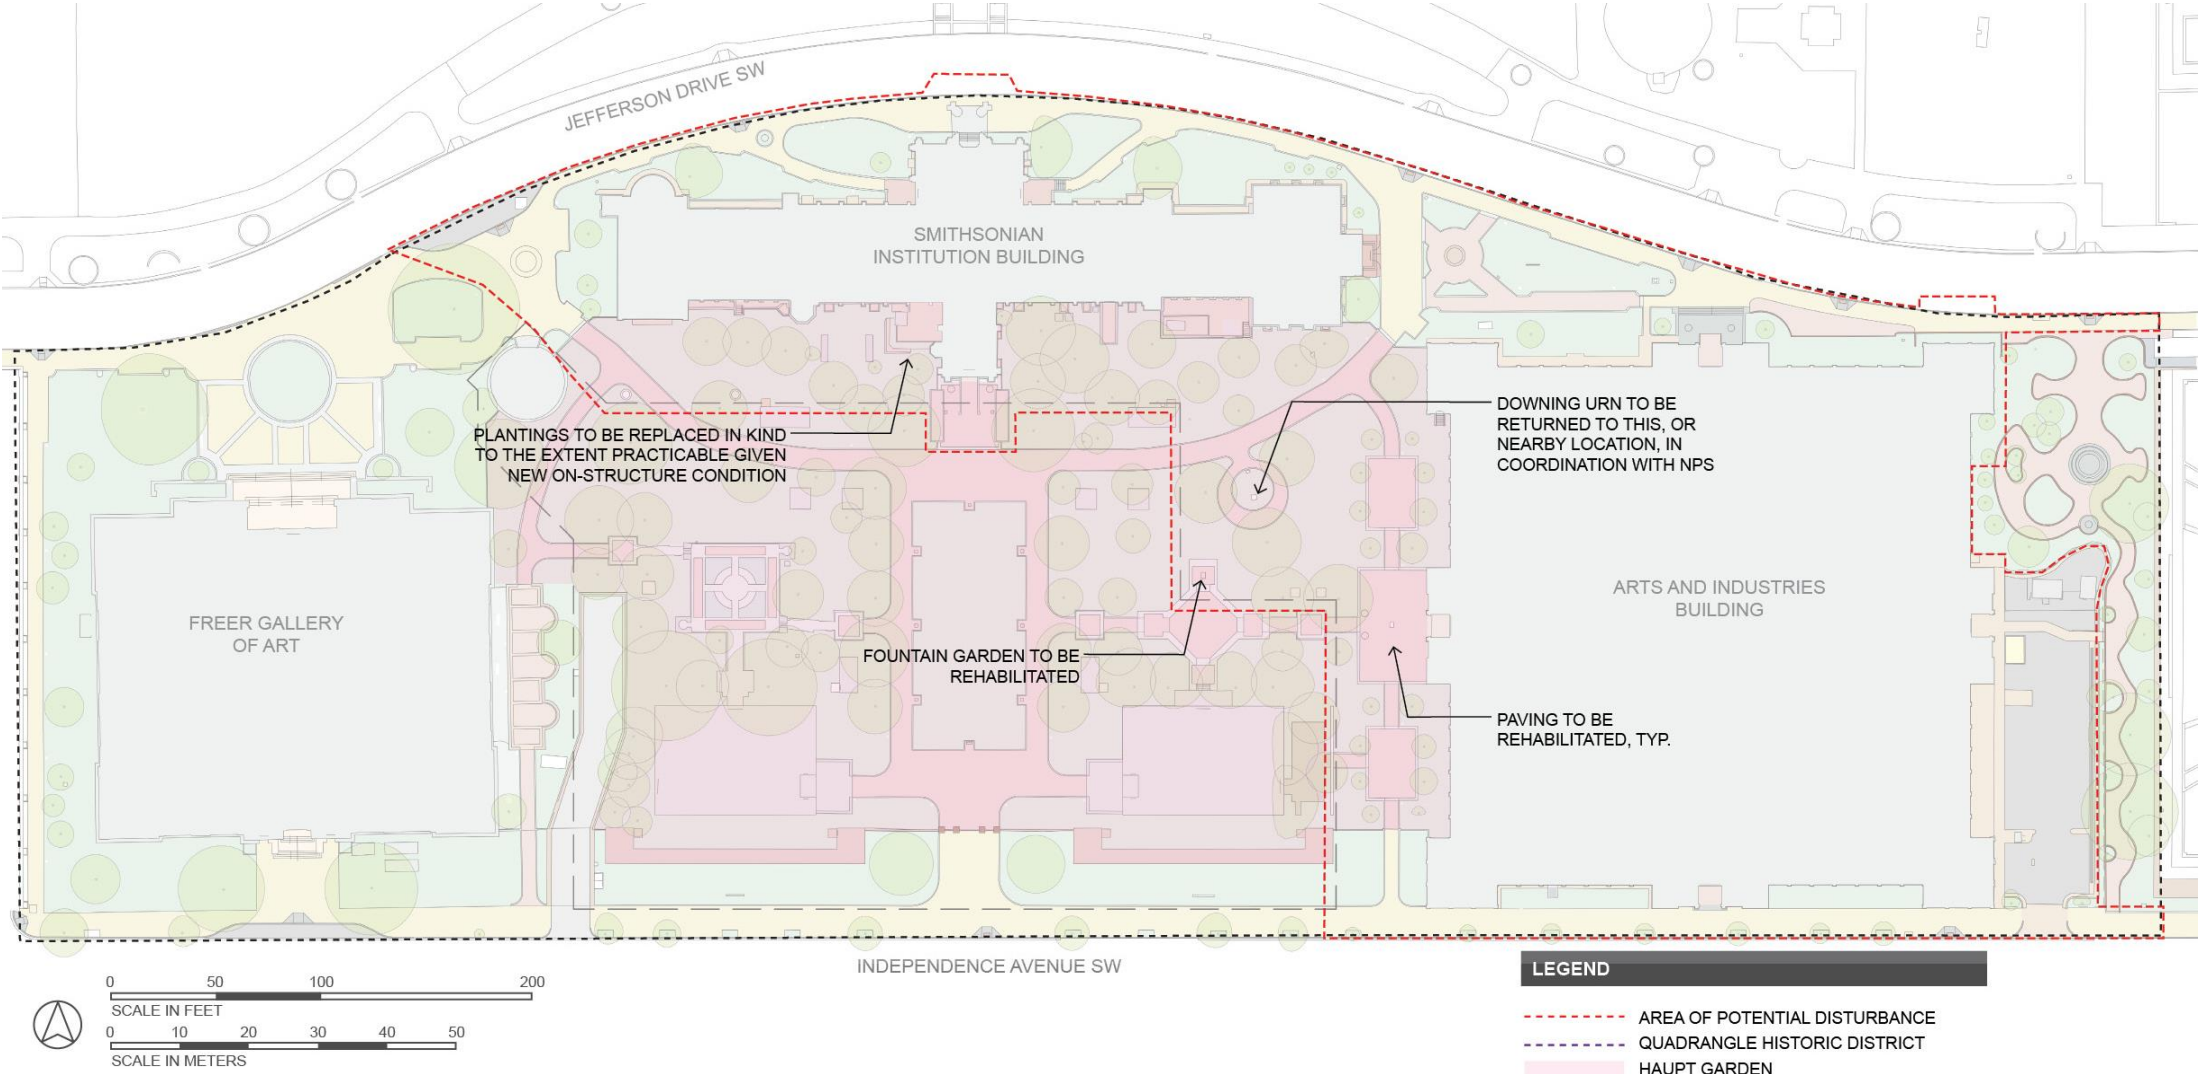 JEFFERSON DRIVE SW
SMITHSONIAN
INSTITUTION BUILDING
PLANTINGS TO BE REPLACED IN KIND
TO THE EXTENT PRACTICABLE GIVEN
NEW ON-STRUCTURE CONDITION
DOWNING URN TO BE
RETURNED TO THIS, OR
NEARBY LOCATION, IN
COORDINATION WITH NPS
FREER GALLERY
OF ART
ARTS AND INDUSTRIES
BUILDING
FOUNTAIN GARDEN TO BE
REHABILITATED
PAVING TO BE
REHABILITATED, TYP.
INDEPENDENCE AVENUE SW
0 50 100 200
SCALE IN FEET
0 10 20 30 40 50
SCALE IN METERS
LEGEND
AREA OF POTENTIAL DISTURBANCE
QUADRANGLE HISTORIC DISTRICT
HAUPT GARDEN